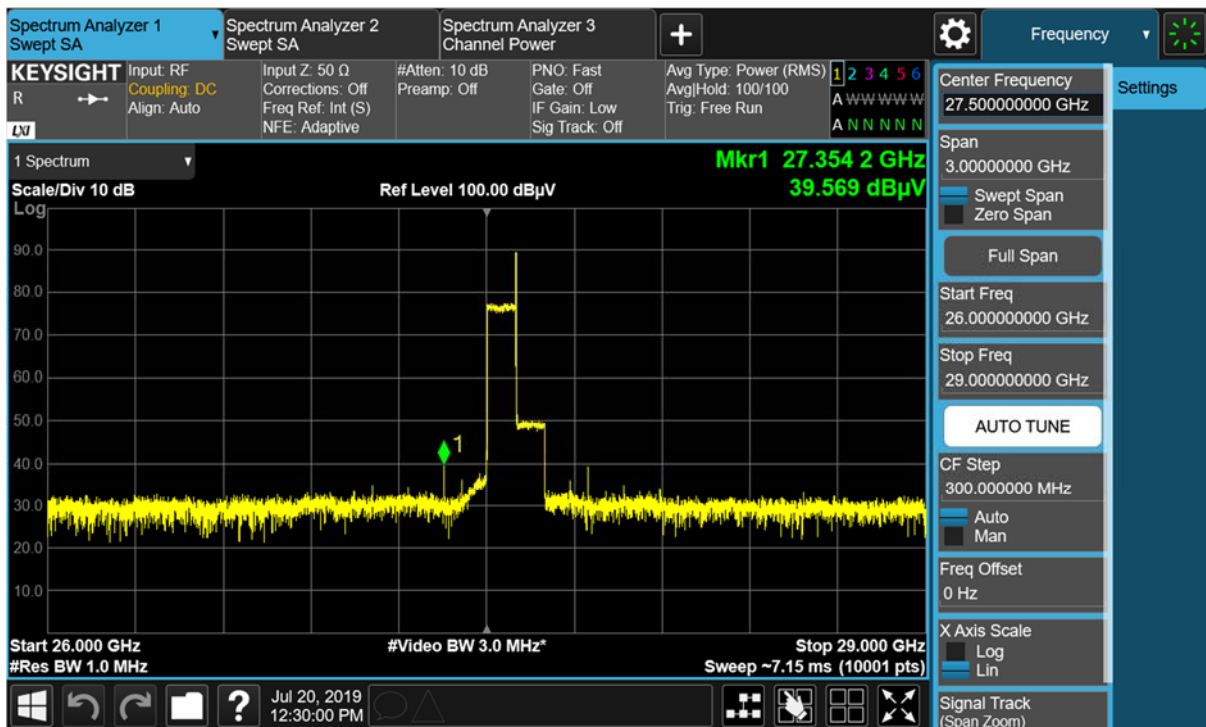 Spectrum Analyzer 1
Swept SA
Spectrum Analyzer 2
Swept SA
Spectrum Analyzer 3
Channel Power
+
Frequency
KEYSIGHT
R
LXI
Input: RF
Coupling: DC
Align: Auto
Input Z: 50 Ω
Corrections: Off
Freq Ref: Int (S)
NFE: Adaptive
#Atten: 10 dB
Preamp: Off
PNO: Fast
Gate: Off
IF Gain: Low
Sig Track: Off
Avg Type: Power (RMS)
Avg|Hold: 100/100
Trig: Free Run
1 2 3 4 5 6
A W W W W W
A N N N N N
1 Spectrum
Scale/Div 10 dB
Log
Ref Level 100.00 dBµV
Mkr1 27.354 2 GHz
39.569 dBµV
90.0
80.0
70.0
60.0
50.0
40.0
30.0
20.0
10.0
1
Start 26.000 GHz
#Res BW 1.0 MHz
#Video BW 3.0 MHz*
Stop 29.000 GHz
Sweep ~7.15 ms (10001 pts)
Center Frequency
27.500000000 GHz
Settings
Span
3.00000000 GHz
Swept Span
Zero Span
Full Span
Start Freq
26.000000000 GHz
Stop Freq
29.000000000 GHz
AUTO TUNE
CF Step
300.000000 MHz
Auto
Man
Freq Offset
0 Hz
X Axis Scale
Log
Lin
Signal Track
(Span Zoom)
?
Jul 20, 2019
12:30:00 PM